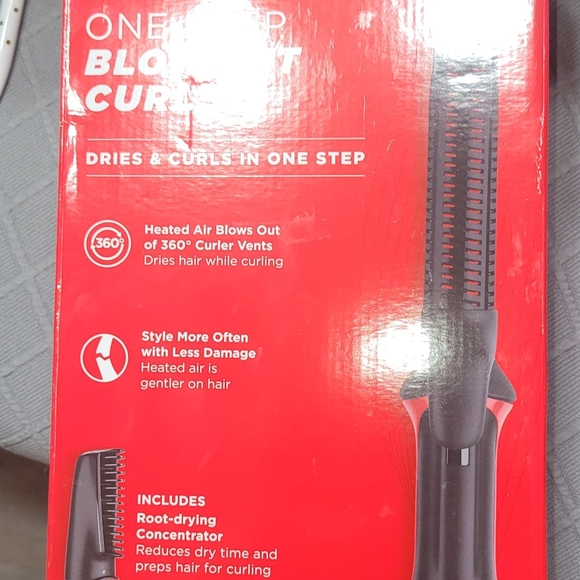 ONE
CUR
DRIES & CURLS IN ONE STEP
360°
Heated Air Blows Out
of 360° Curler Vents
Dries hair while curling
Style More Often
with Less Damage
Heated air is
gentler on hair
INCLUDES
Root-drying
Concentrator
Reduces dry time and
preps hair for curling